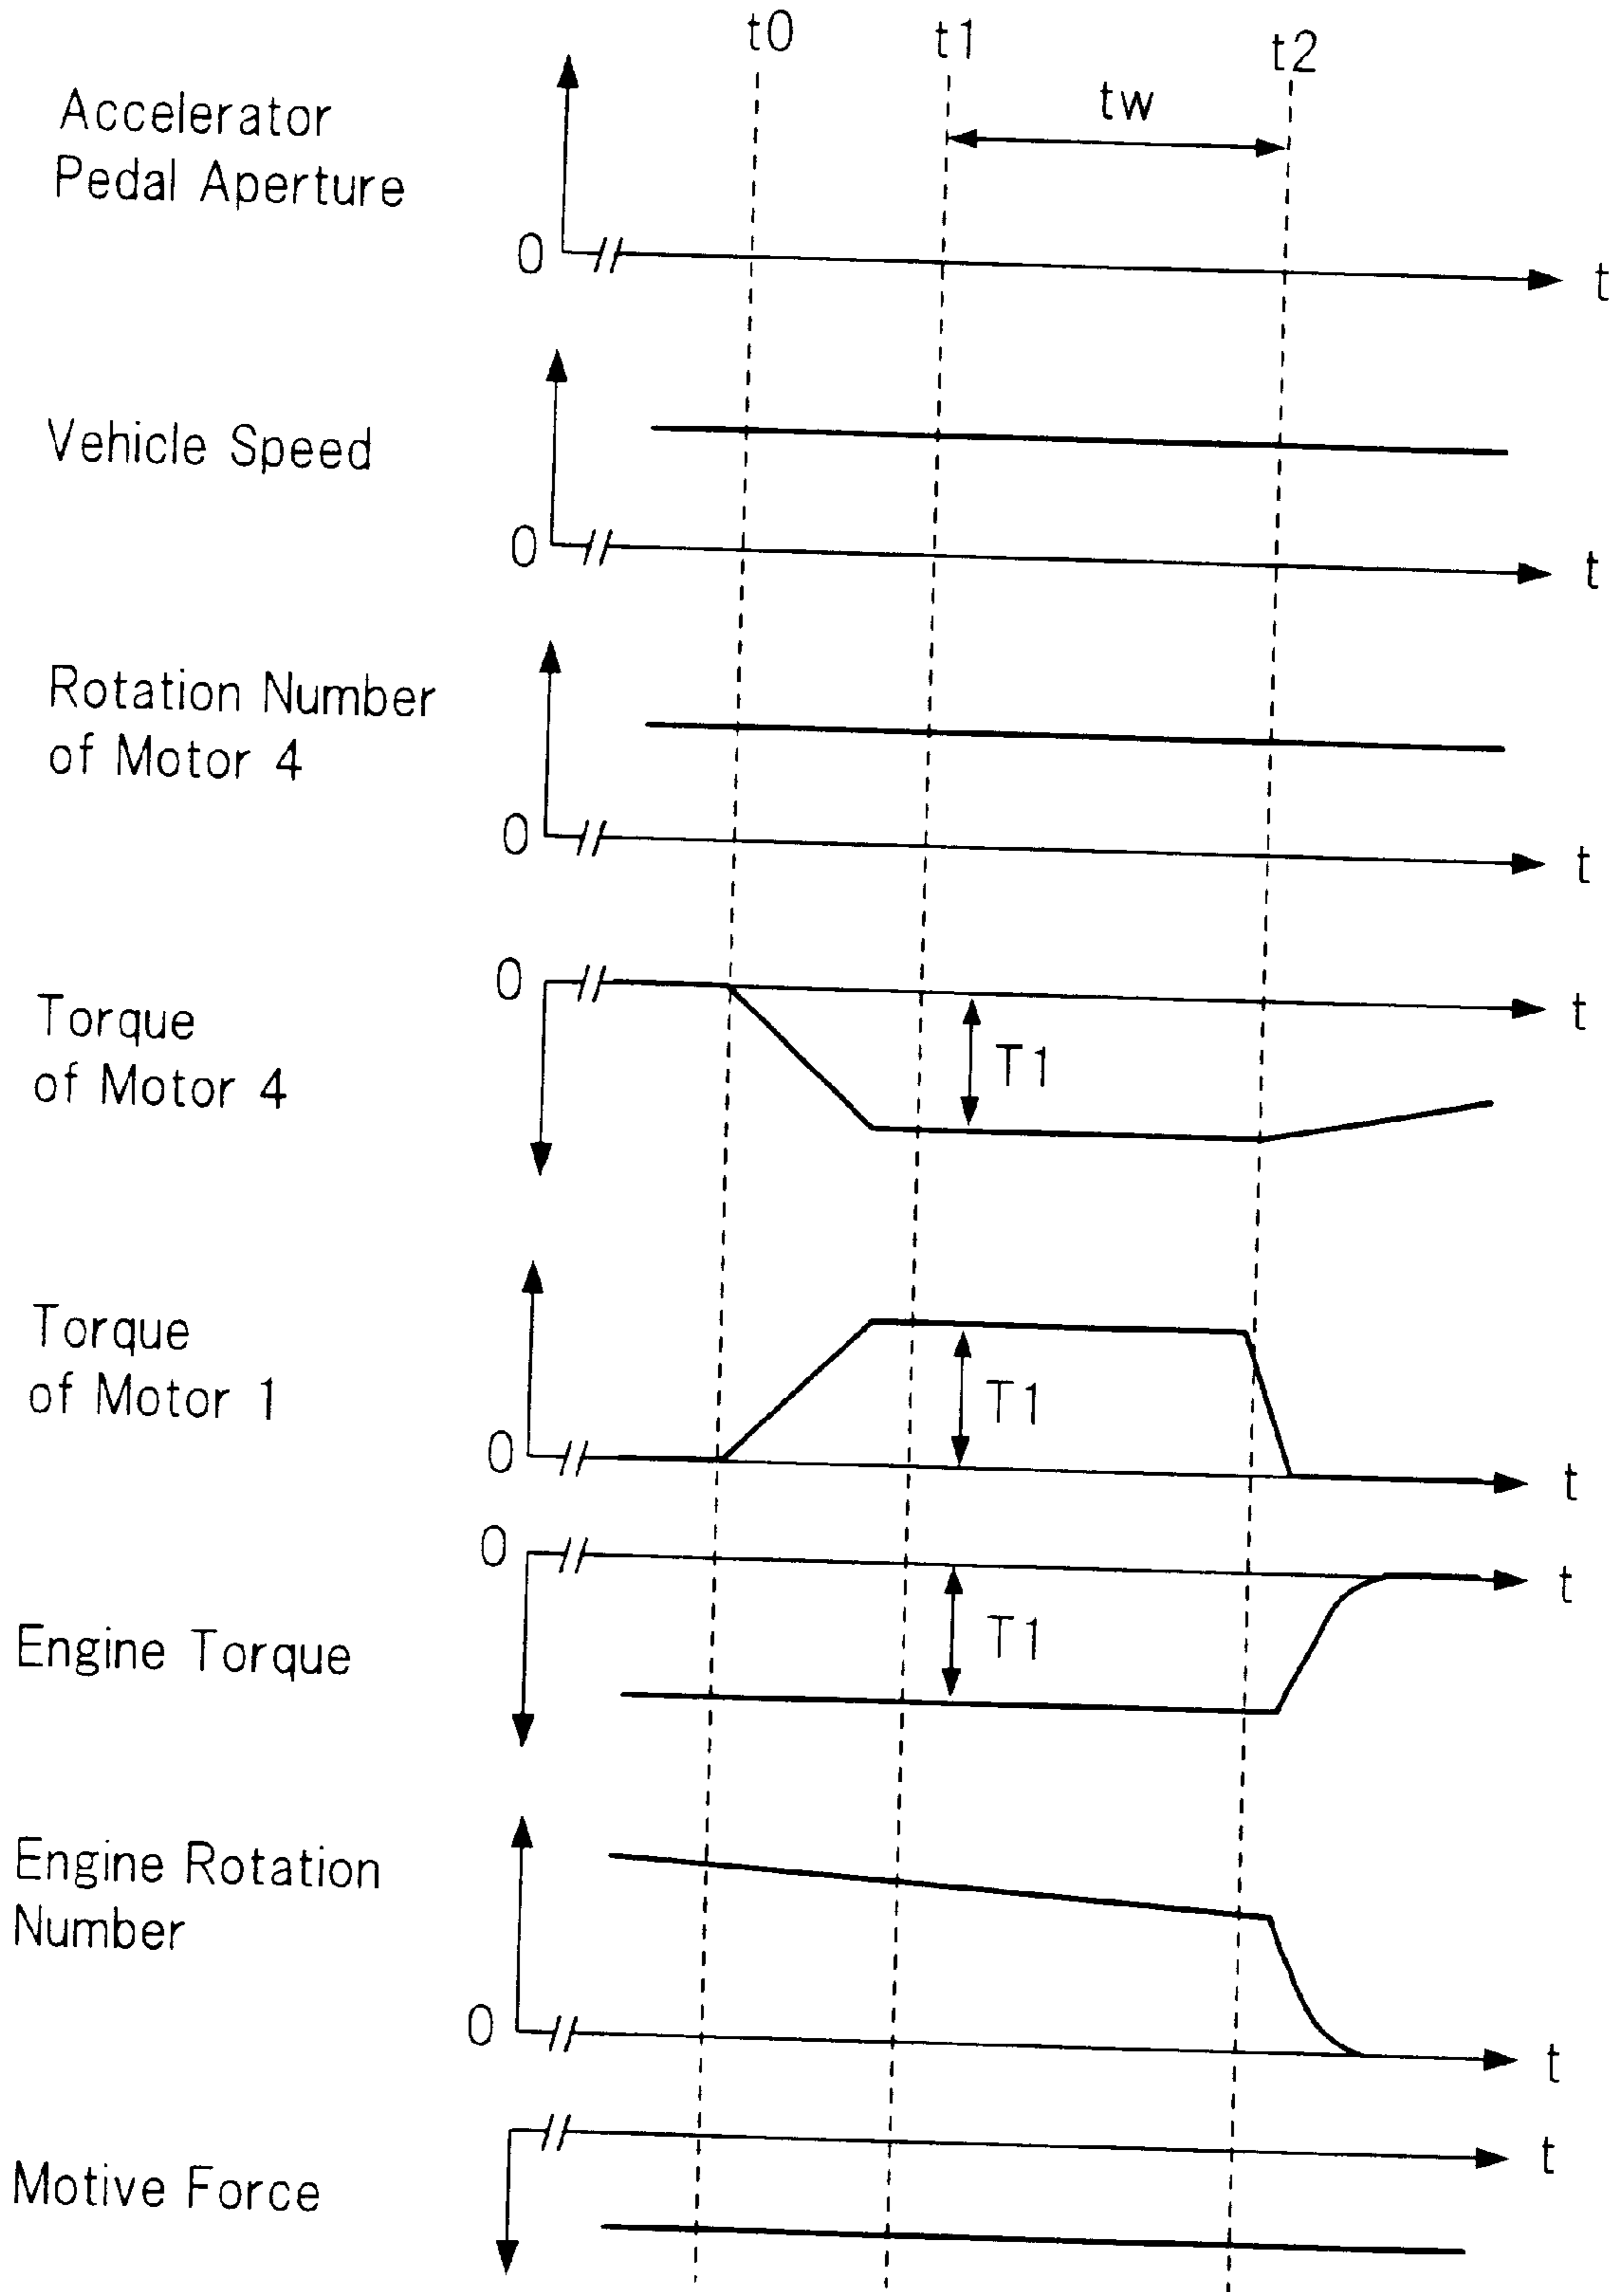 t0
t1
t2
tw
Accelerator
Pedal Aperture
0
t
Vehicle Speed
0
t
Rotation Number
of Motor 4
0
t
0
t
Torque
of Motor 4
T1
Torque
of Motor 1
T1
0
t
0
t
Engine Torque
T1
Engine Rotation
Number
0
t
t
Motive Force